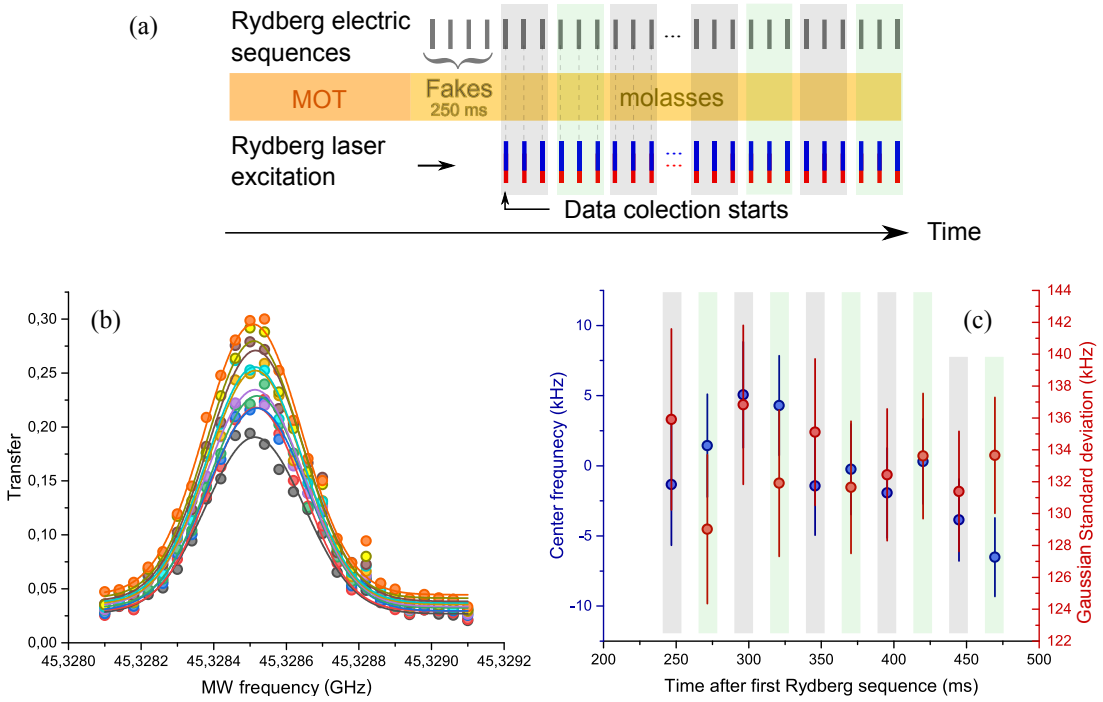 (a)
Rydberg electric
sequences
...
MOT
Fakes
250 ms
molasses
Rydberg laser
excitation
...
...
Data colection starts
Time
(b)
0,30
0,25
0,20
0,15
0,10
0,05
0,00
Transfer
45,3280
45,3282
45,3284
45,3286
45,3288
45,3290
45,3292
MW frequency (GHz)
(c)
10
5
0
-5
-10
Center frequnecy (kHz)
144
142
140
138
136
134
132
130
128
126
124
122
Gaussian Standard deviation (kHz)
200
250
300
350
400
450
500
Time after first Rydberg sequence (ms)